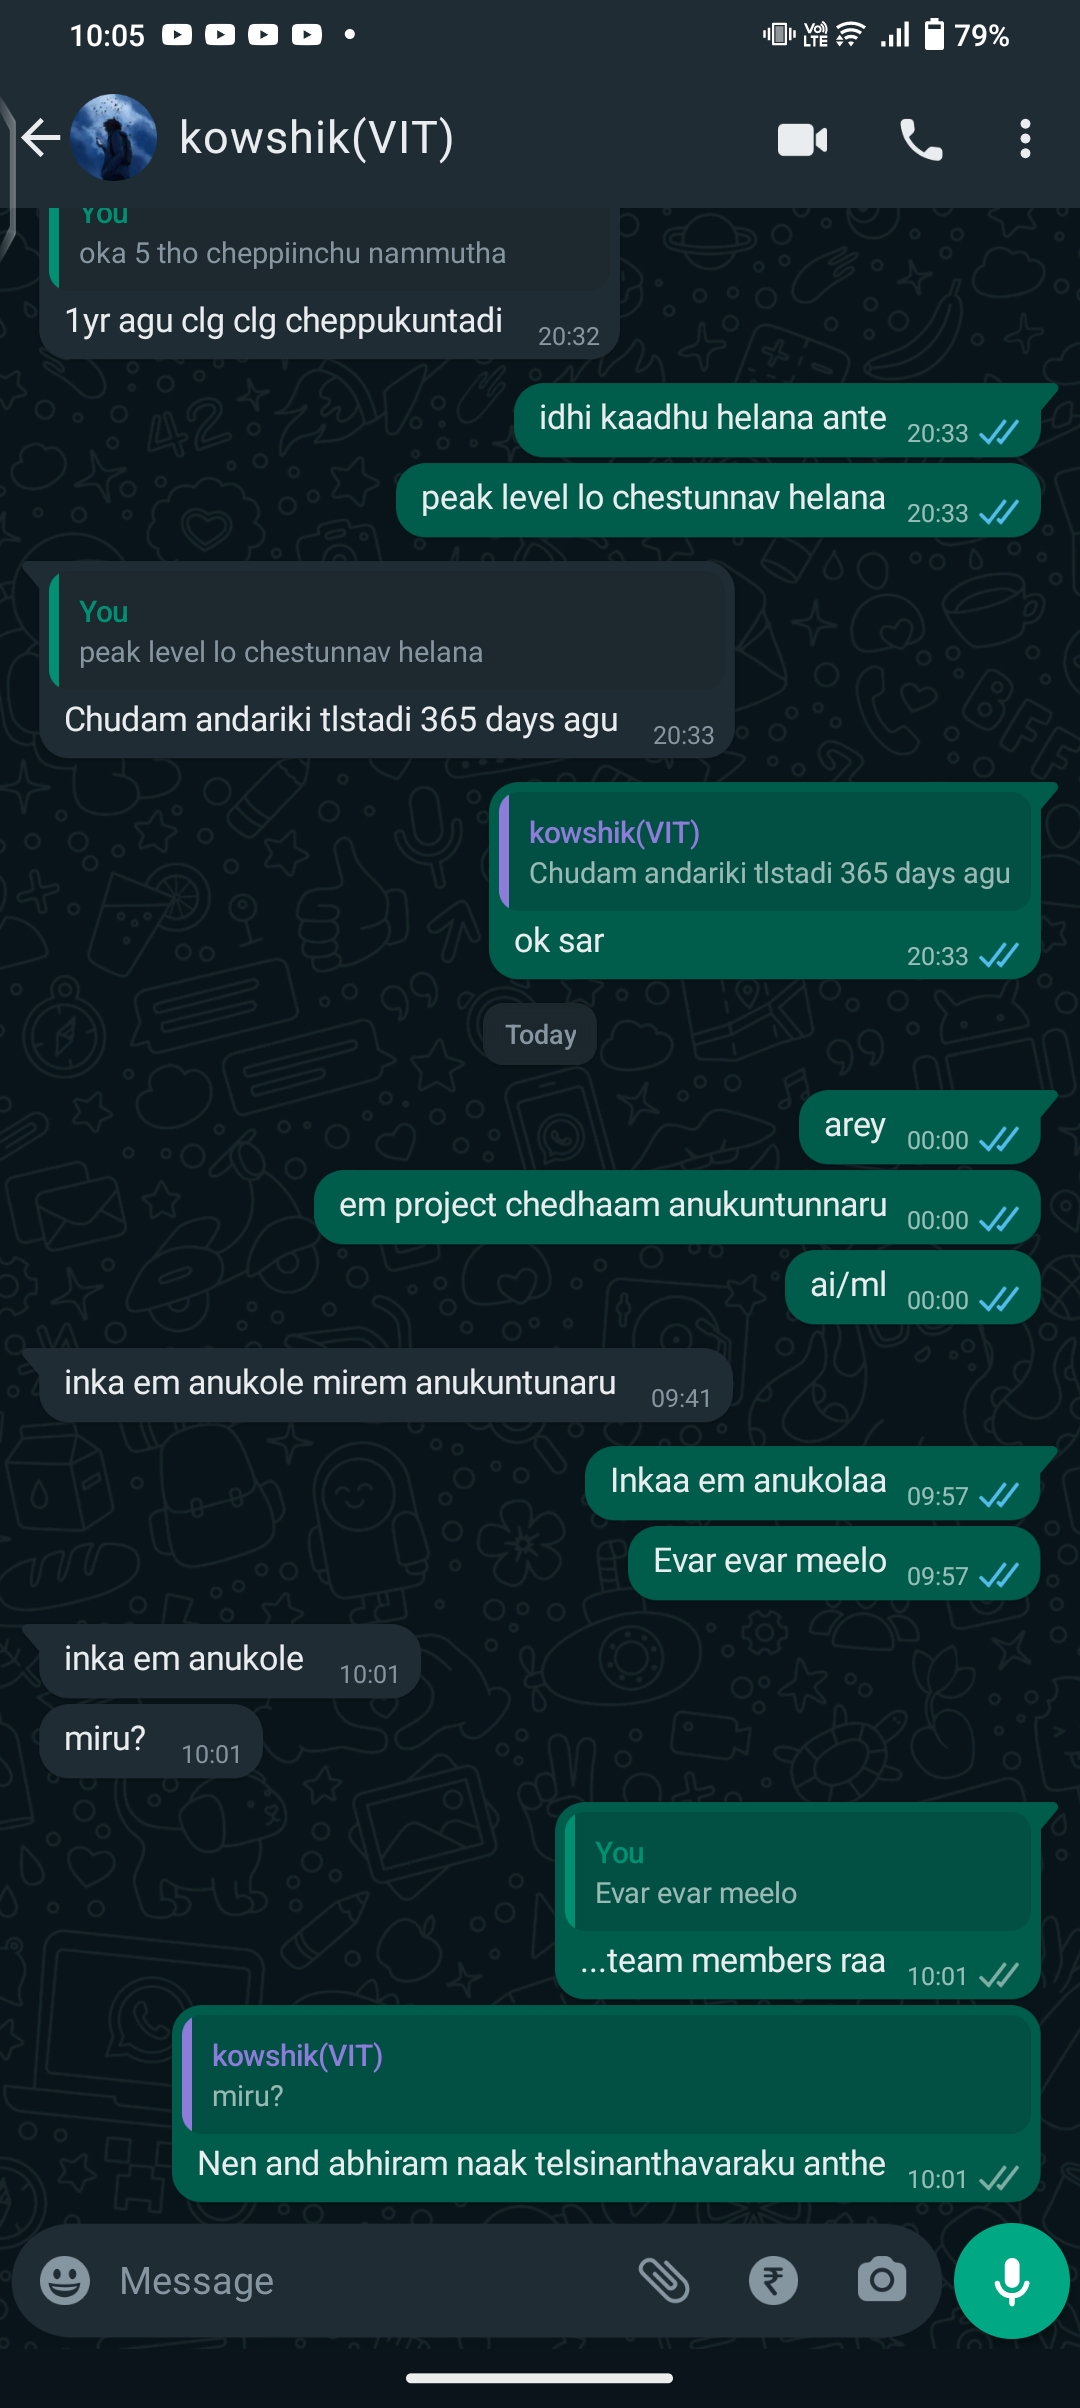 10:05
Vo))
LTE
79%
kowshik(VIT)
You
oka 5 tho cheppiinchu nammutha
1yr agu clg clg cheppukuntadi 20:32
idhi kaadhu helana ante 20:33
peak level lo chestunnav helana 20:33
You
peak level lo chestunnav helana
Chudam andariki tlstadi 365 days agu 20:33
kowshik(VIT)
Chudam andariki tlstadi 365 days agu
ok sar 20:33
Today
arey 00:00
em project chedhaam anukuntunnaru 00:00
ai/ml 00:00
inka em anukole mirem anukuntunaru 09:41
Inkaa em anukolaa 09:57
Evar evar meelo 09:57
inka em anukole 10:01
miru? 10:01
You
Evar evar meelo
...team members raa 10:01
kowshik(VIT)
miru?
Nen and abhiram naak telsinanthavaraku anthe 10:01
Message
₹